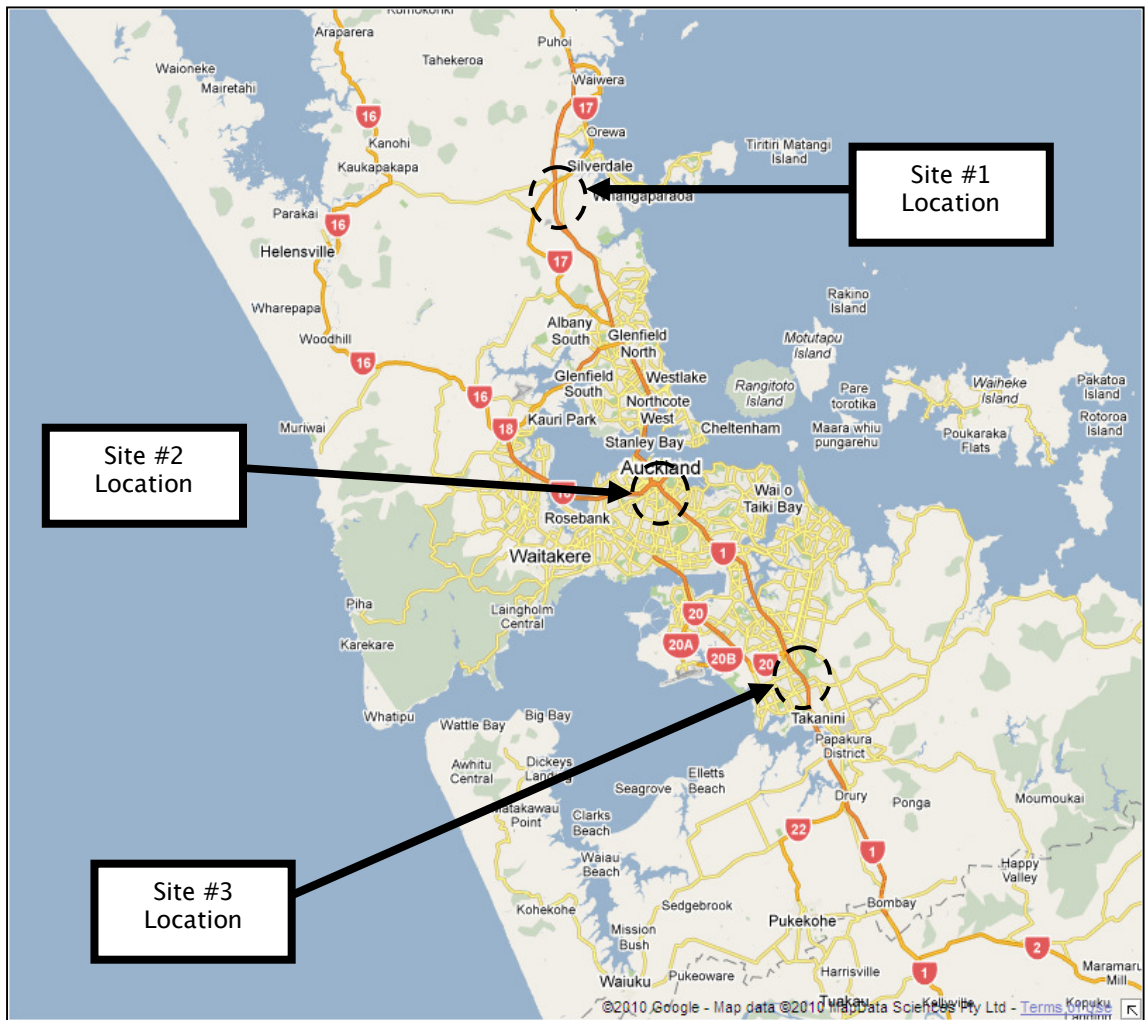 Komokoriki
Araparera
Puhoi
Tahekeroa
Waioneke
Mairetahi
Waiwera
16
17
Orewa
Kanohi
Tiritiri Matangi
Island
Kaukapakapa
Silverdale
Site #1
Location
Whangaparaoa
Parakai
16
Helensville
17
Rakino
Island
Wharepapa
Albany
South
Glenfield
North
Motutapu
Island
Woodhill
16
Glenfield
South
Westlake
Rangitoto
Island
Pare
torotika
Waiheke
Island
Pakatoa
Island
16
Northcote
West
Rotoroa
Island
Muriwai
18
Kauri Park
Stanley Bay
Cheltenham
Maara whiu
pungarehu
Poukaraka
Flats
Site #2
Location
Auckland
16
Wai o
Taiki Bay
Rosebank
Waitakere
1
Piha
Laingholm
Central
20
Karekare
20A
20B
20
Whatipu
Wattle Bay
Big Bay
Takanini
Papakura
District
Awhitu
Central
Dickeys
Landing
Elletts
Beach
Seagrove
Drury
Ponga
Moumoukai
Matakawau
Point
Clarks
Beach
22
1
Waiau
Beach
Happy
Valley
Site #3
Location
Kohekohe
Sedgebrook
Bombay
Pukekohe
Mission
Bush
2
Waiuku
Pukeoware
Harrisville
1
Maramaru
Mill
Tuakau
Kellyville
Kopuku
Landing
©2010 Google - Map data ©2010 MapData Sciences Pty Ltd - Terms of Use